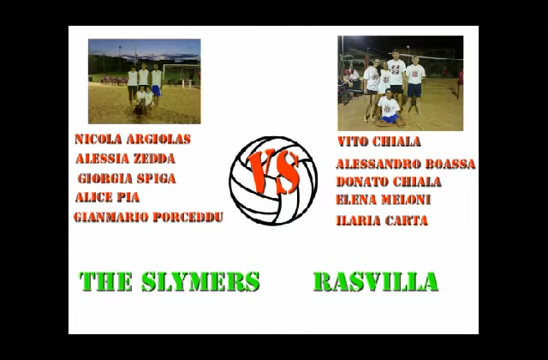 NICOLA ARGIOLAS
ALESSIA ZEDDA
GIORGIA SPIGA
ALICE PIA
GIANMARIO PORCEDDU
VS
VITO CHIALA
ALESSANDRO BOASSA
DONATO CHIALA
ELENA MELONI
ILARIA CARTA
THE SLYMERS
RASVILLA